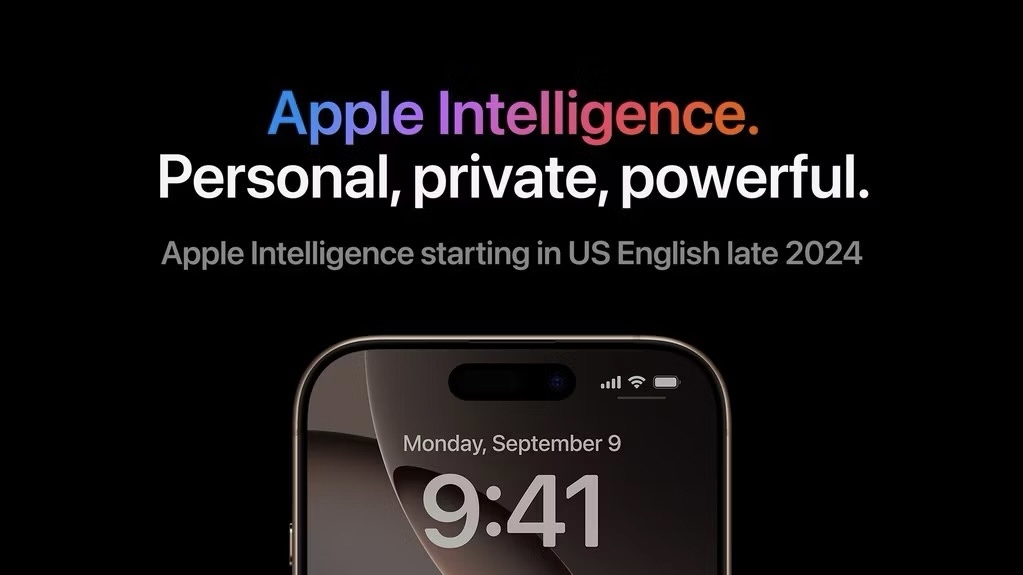 Apple Intelligence.
Personal, private, powerful.
Apple Intelligence starting in US English late 2024
Monday, September 9
9:41